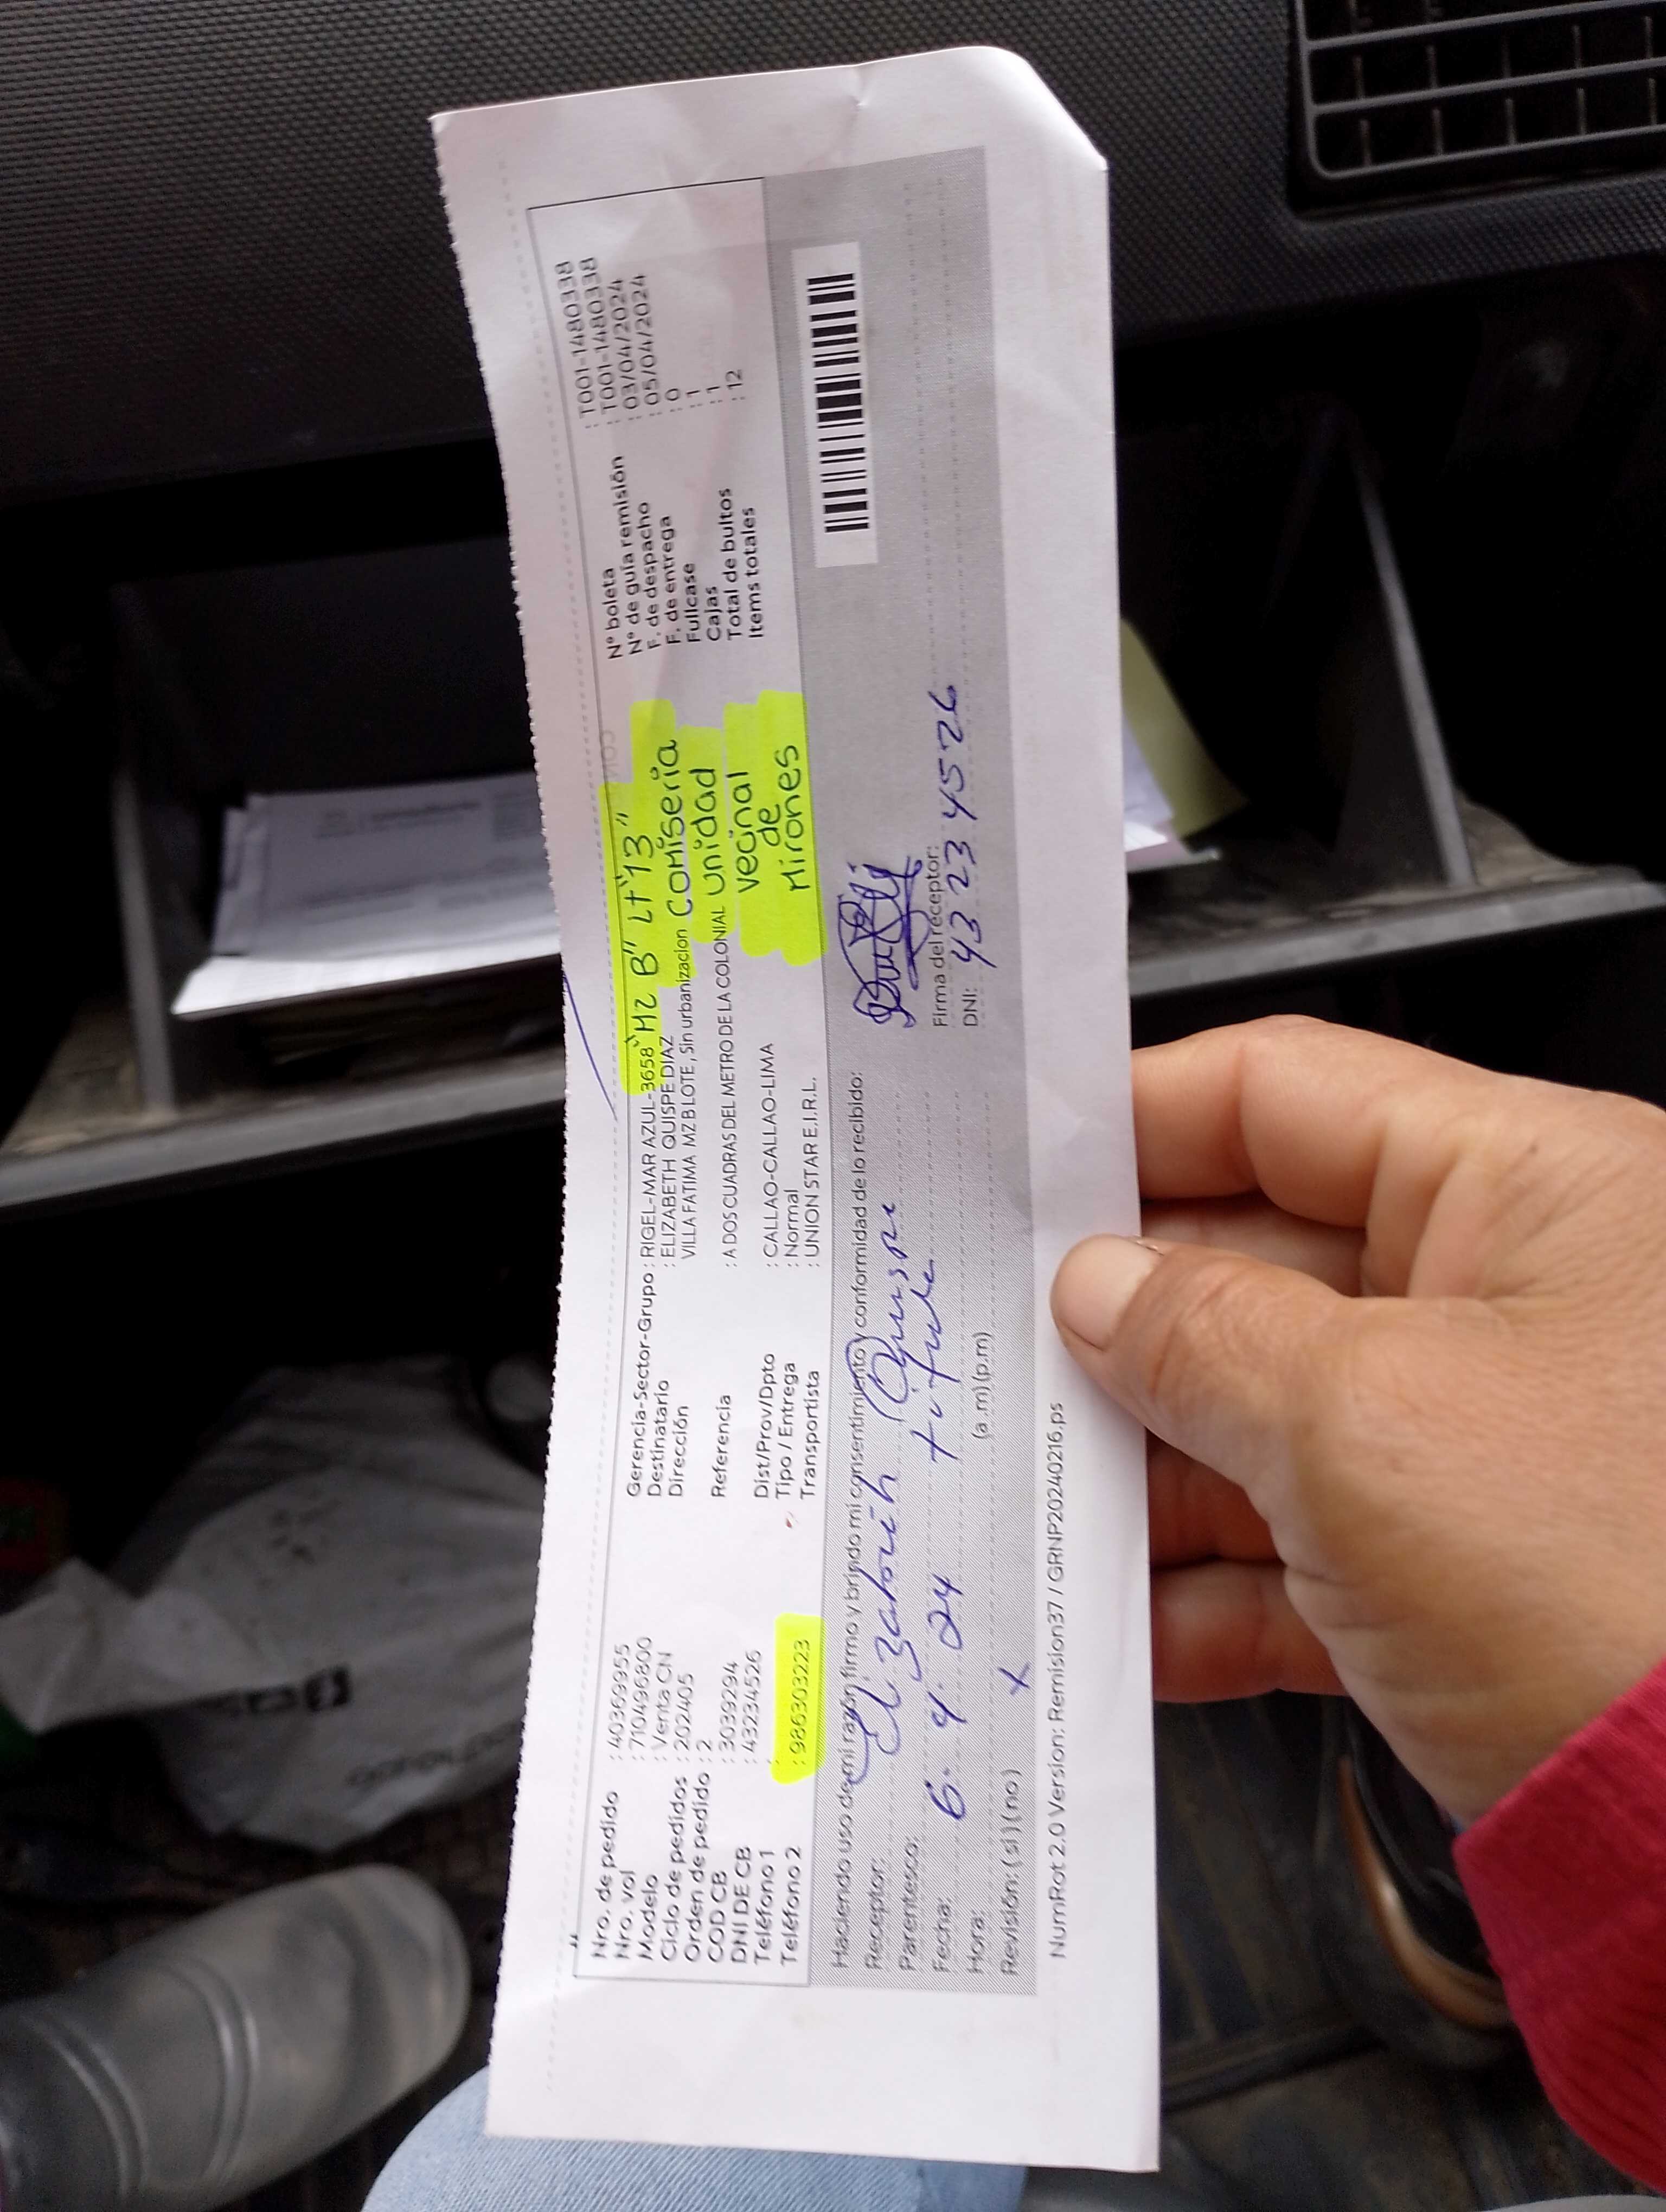 Nro. de pedido : 40369955
Nro. vol : 710496800
Modelo : Venta CN
Ciclo de pedidos : 202405
Orden de pedido : 2
COD CB : 3039294
DNI DE CB : 43234526
Teléfono 1 :
Teléfono 2 : 986303223
Gerencia-Sector-Grupo : RIGEL-MAR AZUL-3658
Destinatario : ELIZABETH QUISPE DIAZ
Dirección VILLA FATIMA MZ B LOTE, Sin urbanizacion
Referencia : A DOS CUADRAS DEL METRO DE LA COLONIAL
Dist/Prov/Dpto : CALLAO-CALLAO-LIMA
Tipo / Entrega : Normal
Transportista : UNION STAR E.I.R.L.
"Mz B" Lt "13"
Comiseria
Unidad
vecinal
de
Mirones
N° boleta : T001-1480338
N° de guía remisión : T001-1480338
F. de despacho : 03/04/2024
F. de entrega : 05/04/2024
Fullcase : 0
Cajas : 1
Total de bultos : 1
Items totales : 12
Haciendo uso de mi razón firmo y brindo mi consentimiento y conformidad de lo recibido:
Receptor: Elzabeih Quispe
Parentesco: titule
Fecha: 6. 4. 24
Hora: (a.m)(p.m)
Revisión: (si)(no) X
Firma del receptor:
DNI: 43234526
NumRot 2.0 Version: Remision37 / GRNP20240216.ps